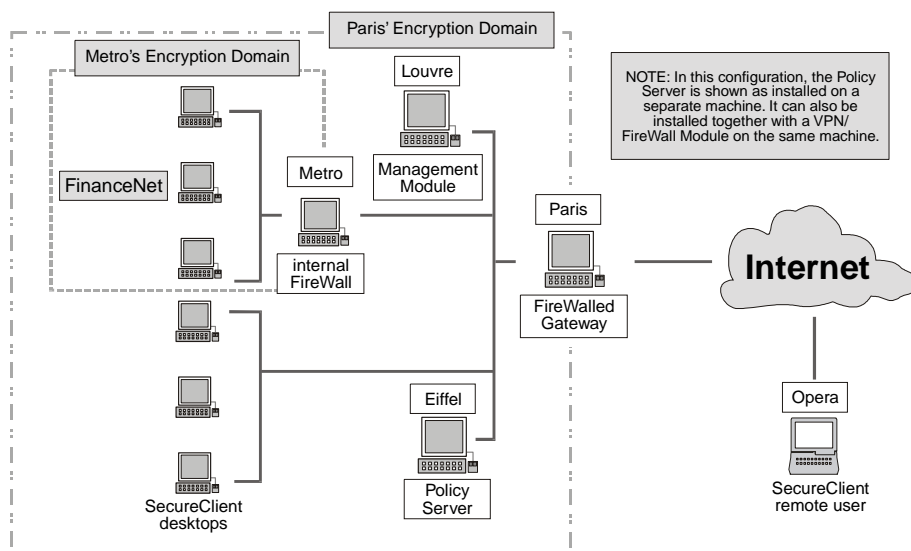 Paris’ Encryption Domain
Metro’s Encryption Domain
Louvre
NOTE: In this configuration, the Policy
Server is shown as installed on a
separate machine. It can also be
installed together with a VPN/
FireWall Module on the same machine.
FinanceNet
Metro
Management
Module
Paris
internal
FireWall
Internet
FireWalled
Gateway
Eiffel
Opera
Policy
Server
SecureClient
desktops
SecureClient
remote user